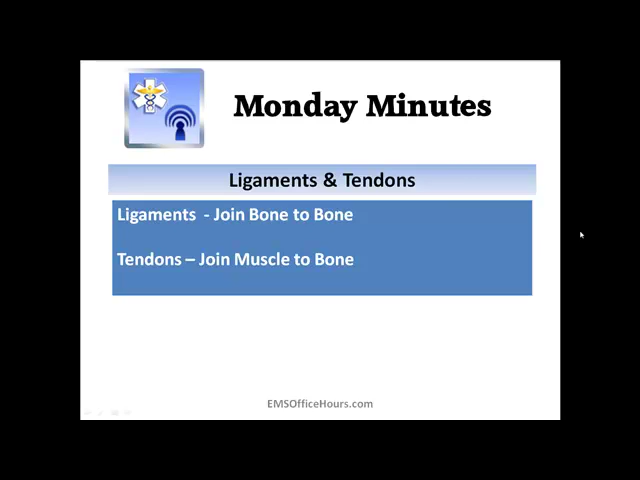 Monday Minutes
Ligaments & Tendons
Ligaments - Join Bone to Bone
Tendons – Join Muscle to Bone
EMSOfficeHours.com